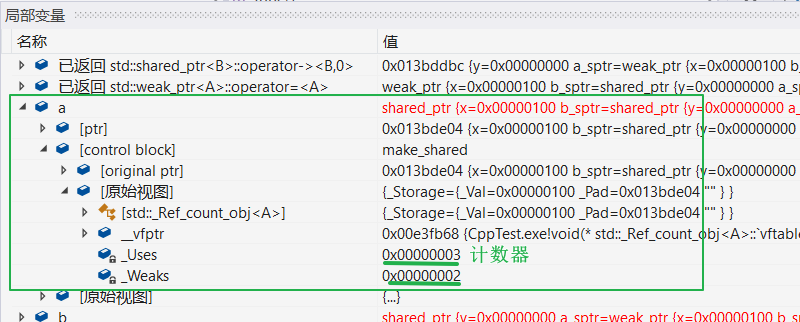 局部变量
名称 值
已返回 std::shared_ptr<B>::operator-><B,0> 0x013bddbc {y=0x00000000 a_sptr=weak_ptr {x=0x00000100 b_
已返回 std::weak_ptr<A>::operator=<A> weak_ptr {x=0x00000100 b_sptr=shared_ptr {y=0x00000000
a shared_ptr {x=0x00000100 b_sptr=shared_ptr {y=0x00000000 a_
[ptr] 0x013bde04 {x=0x00000100 b_sptr=shared_ptr {y=0x00000000
[control block] make_shared
[original ptr] 0x013bde04 {x=0x00000100 b_sptr=shared_ptr {y=0x00000000
[原始视图] {_Storage={_Val=0x00000100 _Pad=0x013bde04 "" } }
[std::_Ref_count_obj<A>] {_Storage={_Val=0x00000100 _Pad=0x013bde04 "" } }
__vfptr 0x00e3fb68 {CppTest.exe!void(* std::_Ref_count_obj<A>::`vftable
_Uses 0x00000003 计数器
_Weaks 0x00000002
[原始视图] {...}
b shared_ptr {y=0x00000000 a_sptr=weak_ptr {x=0x00000100 b_